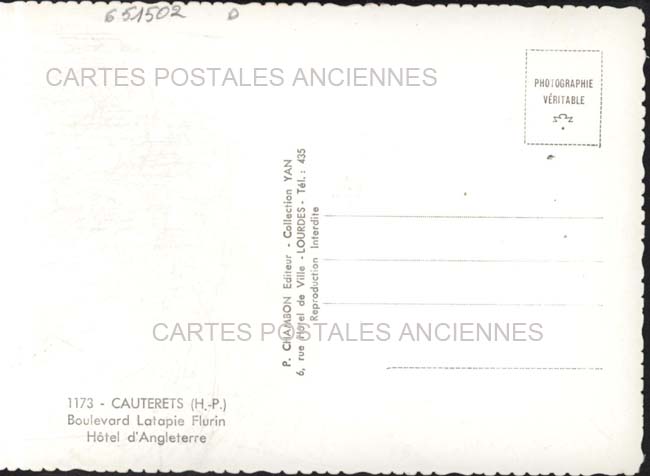 651502 D
CARTES POSTALES ANCIENNES
PHOTOGRAPHIE
VÉRITABLE
P. CHAMBON Editeur - Collection YAN
6, rue Hôtel de Ville - LOURDES - Tél. : 435
Reproduction Interdite
CARTES POSTALES ANCIENNES
1173 - CAUTERETS (H.-P.)
Boulevard Latapie Flurin
Hôtel d'Angleterre